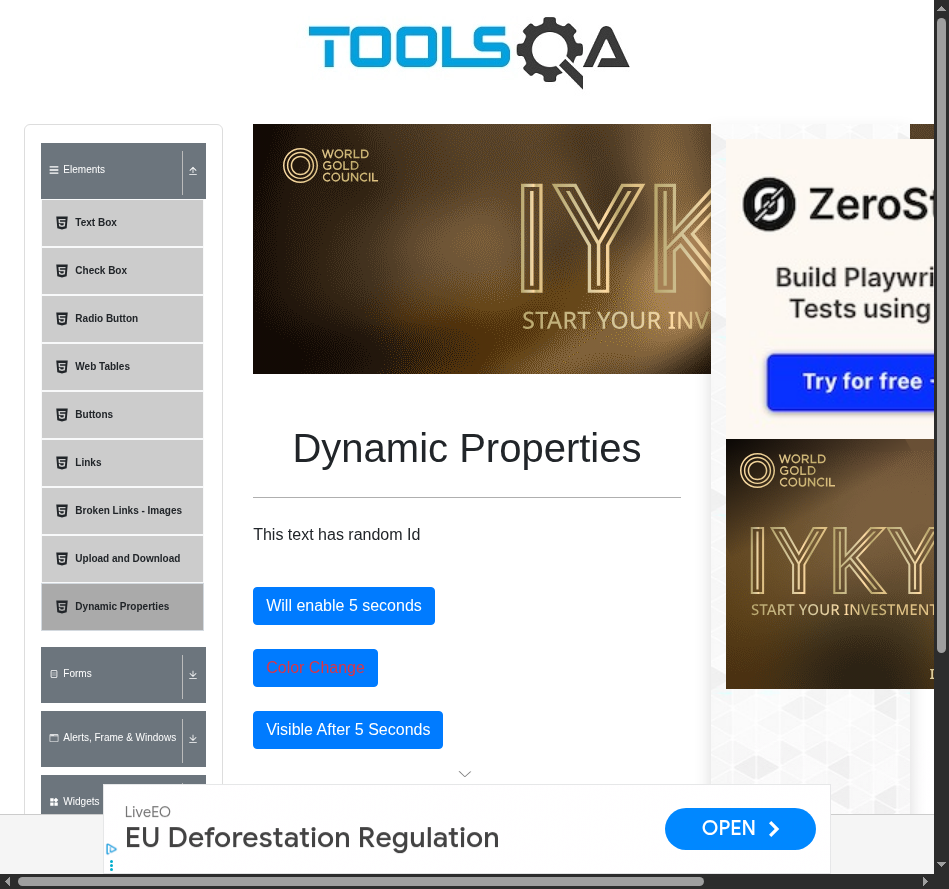 TOOLSQA
Elements
Text Box
Check Box
Radio Button
Web Tables
Buttons
Links
Broken Links - Images
Upload and Download
Dynamic Properties
Forms
Alerts, Frame & Windows
Widgets
WORLD
GOLD
COUNCIL
IYK
START YOUR INV
Dynamic Properties
This text has random Id
Will enable 5 seconds
Color Change
Visible After 5 Seconds
ZeroSt
Build Playwri
Tests using
Try for free
WORLD
GOLD
COUNCIL
IYKY
START YOUR INVESTMENT
LiveEO
EU Deforestation Regulation
OPEN